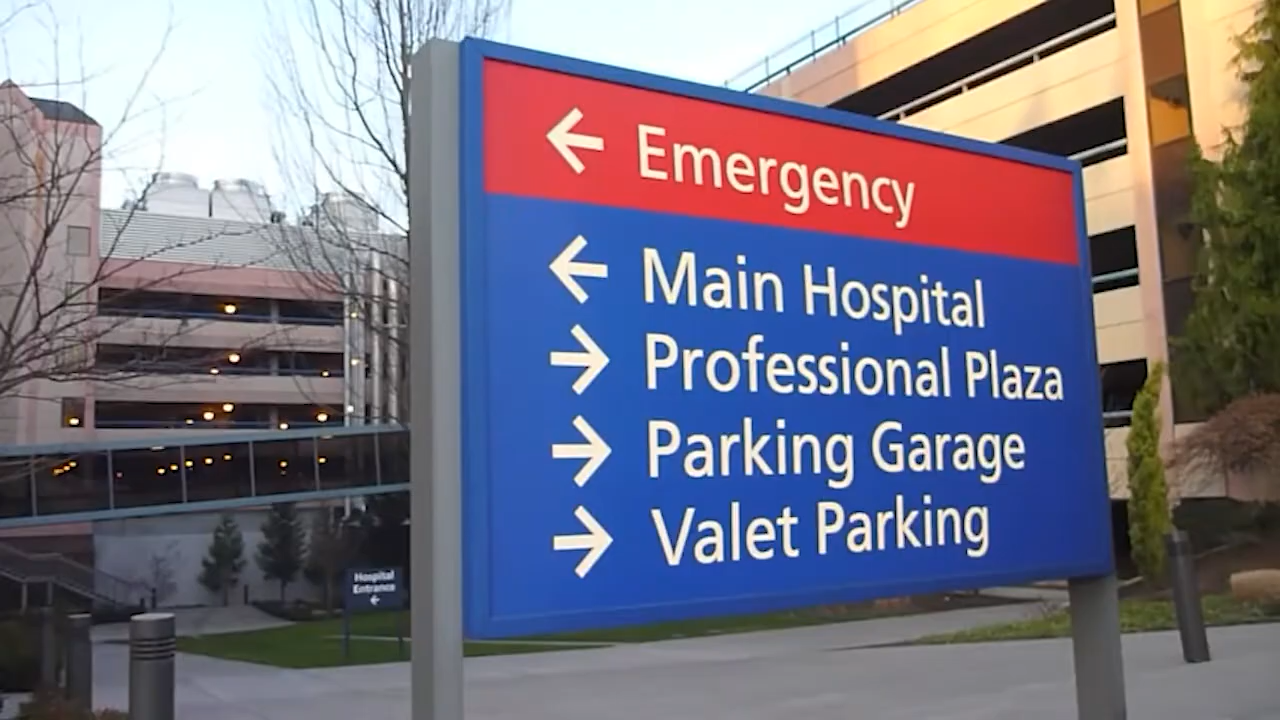 ← Emergency
← Main Hospital
→ Professional Plaza
→ Parking Garage
→ Valet Parking
Hospital
Entrance
←